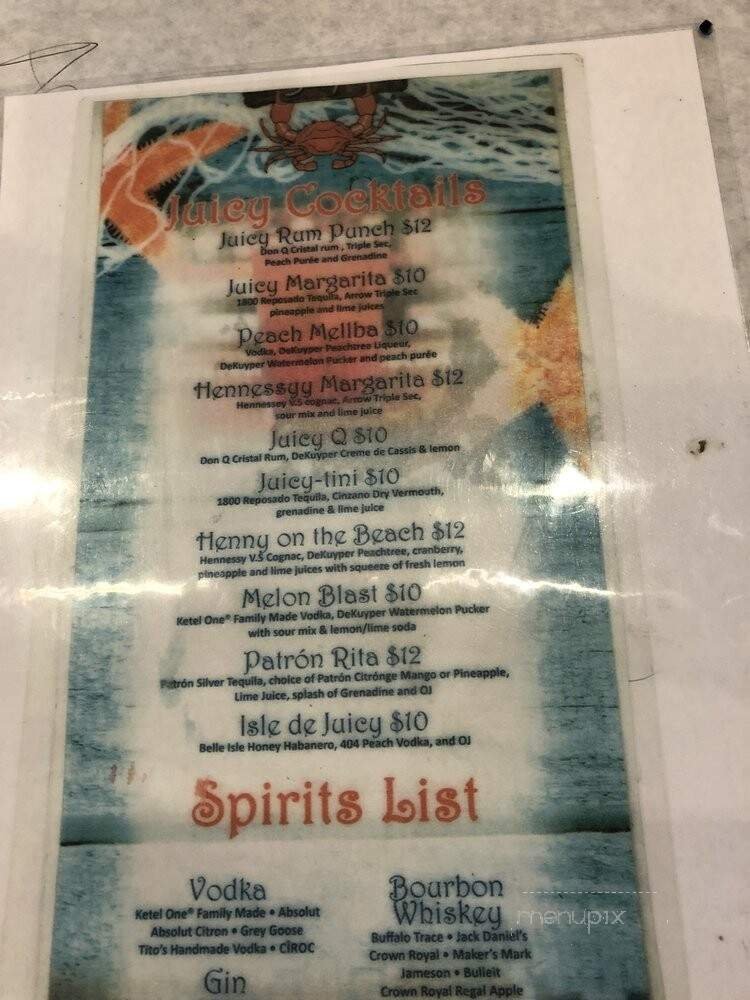 Juicy Cocktails
Juicy Rum Punch $12
Don Q Cristal rum , Triple Sec,
Peach Purée and Grenadine
Juicy Margarita $10
1800 Reposado Tequila, Arrow Triple Sec
pineapple and lime juices
Peach Mellba $10
Vodka, DeKuyper Peachtree Liqueur,
DeKuyper Watermelon Pucker and peach purée
Hennessyy Margarita $12
Hennessey V.S cognac, Arrow Triple Sec,
sour mix and lime juice
Juicy Q $10
Don Q Cristal Rum, DeKuyper Creme de Cassis & lemon
Juicy-tini $10
1800 Reposado Tequila, Cinzano Dry Vermouth,
grenadine & lime juice
Henny on the Beach $12
Hennessy V.S Cognac, DeKuyper Peachtree, cranberry,
pineapple and lime juices with squeeze of fresh lemon
Melon Blast $10
Ketel One® Family Made Vodka, DeKuyper Watermelon Pucker
with sour mix & lemon/lime soda
Patrón Rita $12
Patrón Silver Tequila, choice of Patrón Citrónge Mango or Pineapple,
Lime Juice, splash of Grenadine and OJ
Isle de Juicy $10
Belle Isle Honey Habanero, 404 Peach Vodka, and OJ
Spirits List
Vodka
Ketel One® Family Made • Absolut
Absolut Citron • Grey Goose
Tito's Handmade Vodka • CÎROC
Gin
Bourbon
Whiskey
Buffalo Trace • Jack Daniel's
Crown Royal • Maker's Mark
Jameson • Bulleit
Crown Royal Regal Apple
menupix